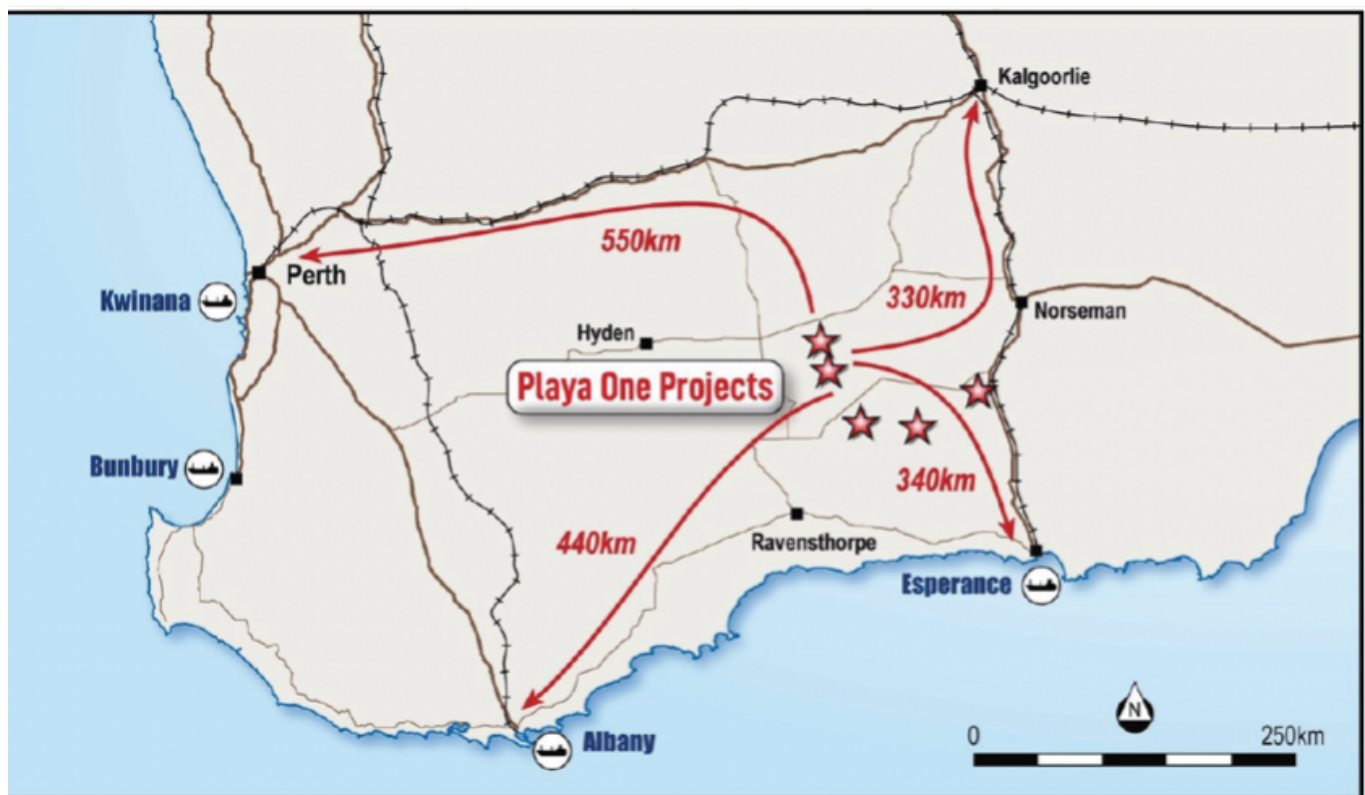 Kalgoorlie
550km
Perth
Kwinana
330km
Norseman
Hyden
Playa One Projects
Bunbury
340km
440km
Ravensthorpe
Esperance
Albany
N
0 250km